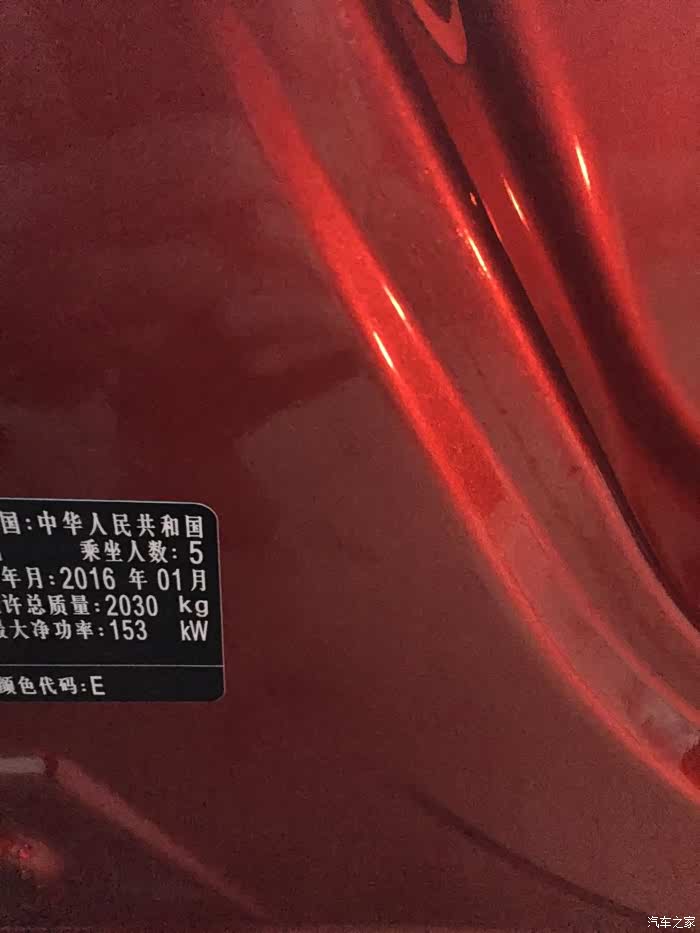 国:中华人民共和国
乘坐人数:5
年月:2016 年 01月
许总质量:2030 kg
最大净功率:153 kW
颜色代码:E
汽车之家